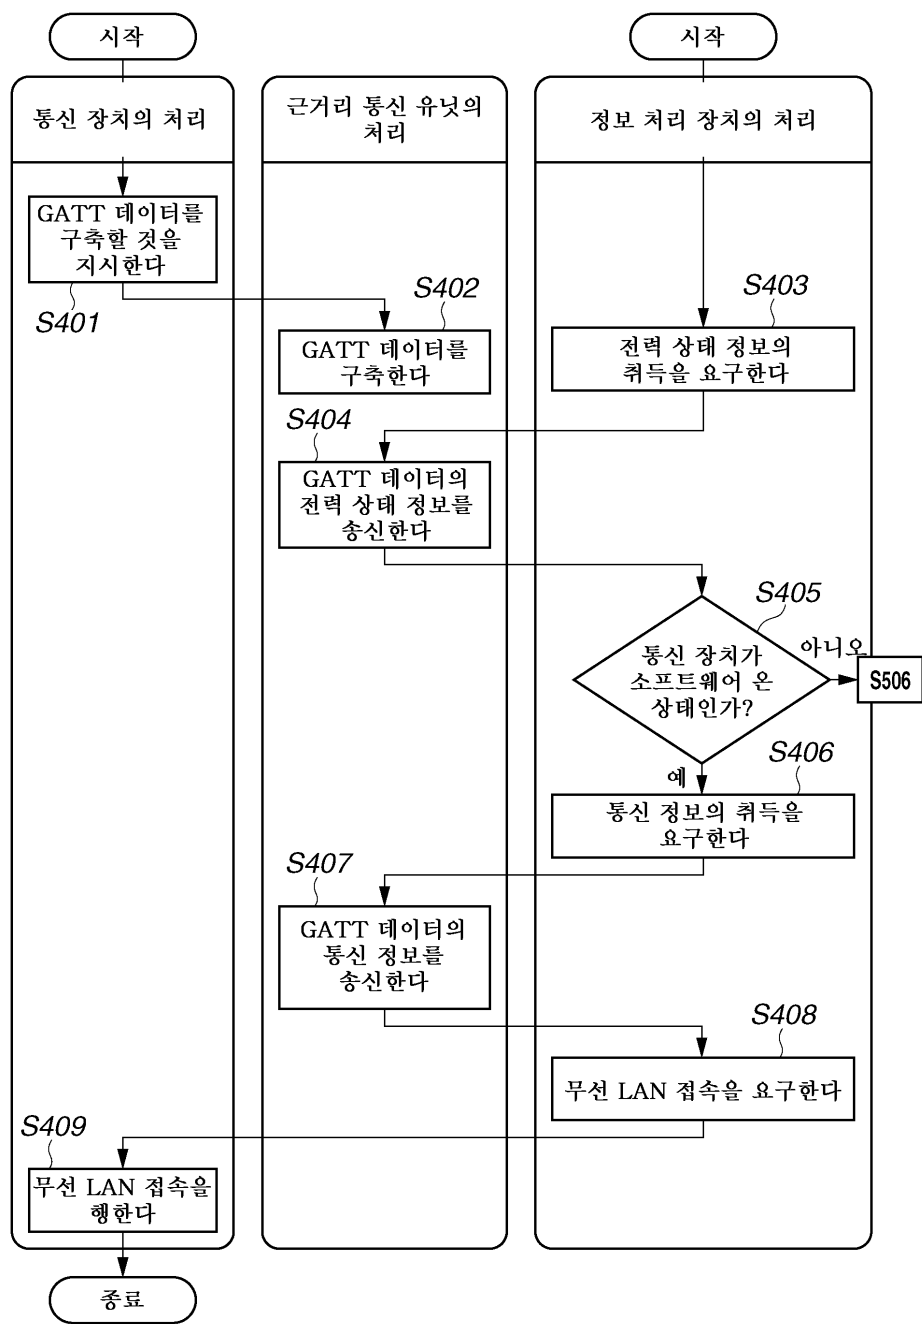 시작
시작
통신 장치의 처리
근거리 통신 유닛의
처리
정보 처리 장치의 처리
GATT 데이터를
구축할 것을
지시한다
S401
S402
GATT 데이터를
구축한다
S403
전력 상태 정보의
취득을 요구한다
S404
GATT 데이터의
전력 상태 정보를
송신한다
S405
통신 장치가
소프트웨어 온
상태인가?
아니오
S506
예
S406
통신 정보의 취득을
요구한다
S407
GATT 데이터의
통신 정보를
송신한다
S408
무선 LAN 접속을 요구한다
S409
무선 LAN 접속을
행한다
종료